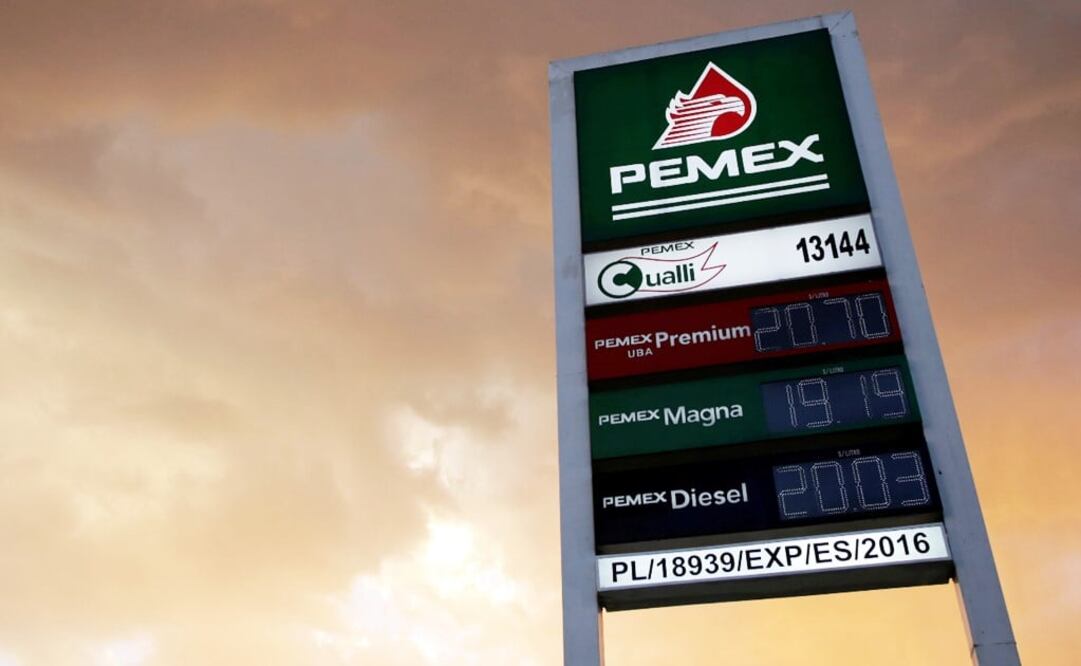 PEMEX
PEMEX
Cualli 13144
$/LITRO
PEMEX Premium 20.70
UBA
$/LITRO
PEMEX Magna 19.19
$/LITRO
PEMEX Diesel 20.03
PL/18939/EXP/ES/2016